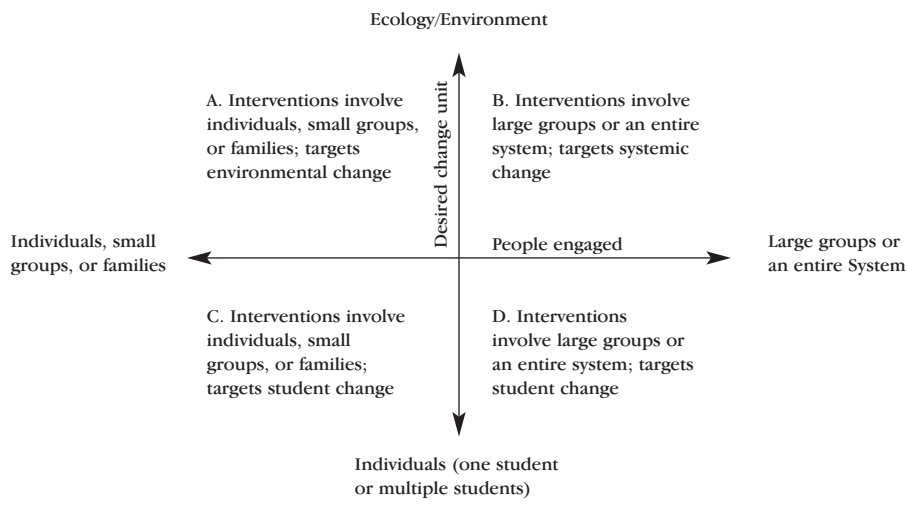 Ecology/Environment
A. Interventions involve
individuals, small groups,
or families; targets
environmental change
Desired change unit
B. Interventions involve
large groups or an entire
system; targets systemic
change
Individuals, small
groups, or families
People engaged
Large groups or
an entire System
C. Interventions involve
individuals, small
groups, or families;
targets student change
D. Interventions
involve large groups or
an entire system; targets
student change
Individuals (one student
or multiple students)